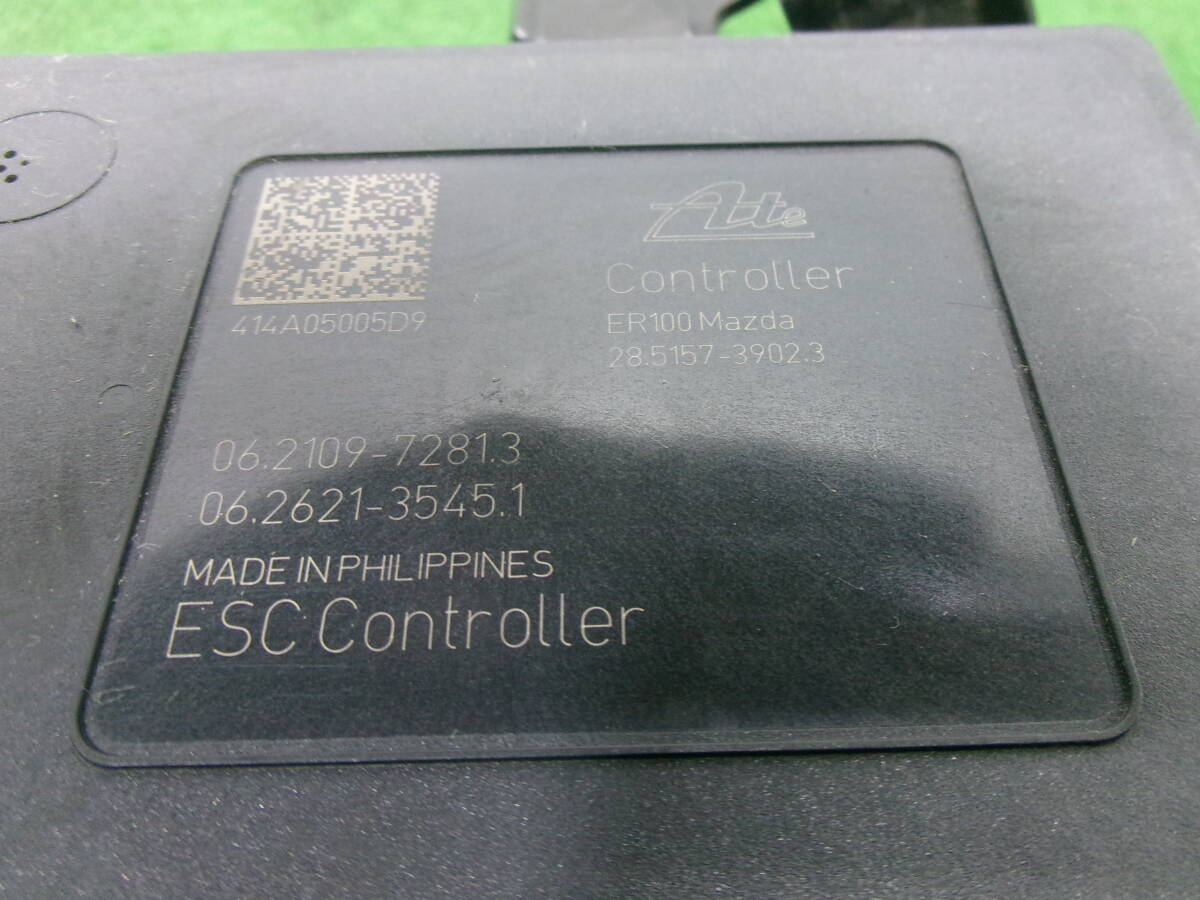 Ate
414A05005D9
Controller
ER100 Mazda
28.5157-3902.3
06.2109-7281.3
06.2621-3545.1
MADE IN PHILIPPINES
ESC Controller